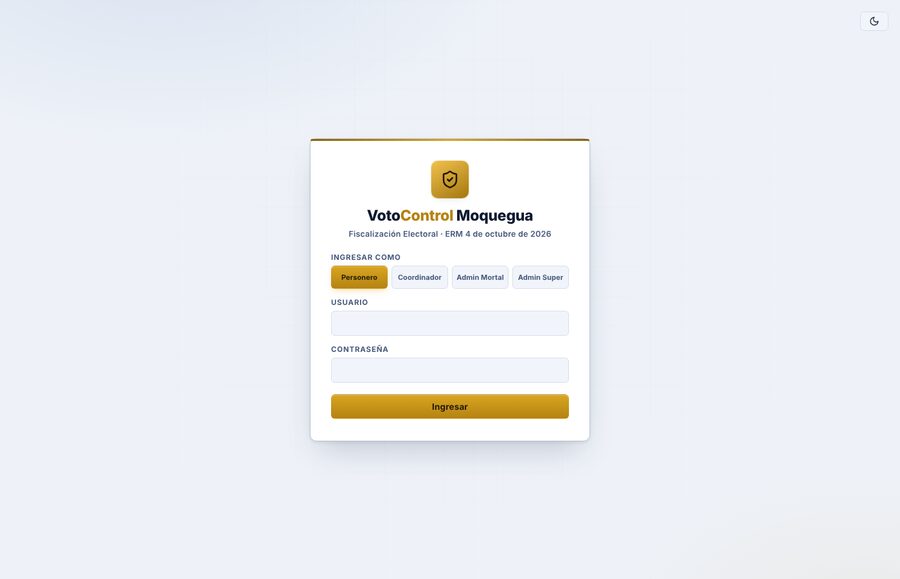 VotoControl Moquegua
Fiscalización Electoral · ERM 4 de octubre de 2026
INGRESAR COMO
Personero Coordinador Admin Mortal Admin Super
USUARIO
CONTRASEÑA
Ingresar